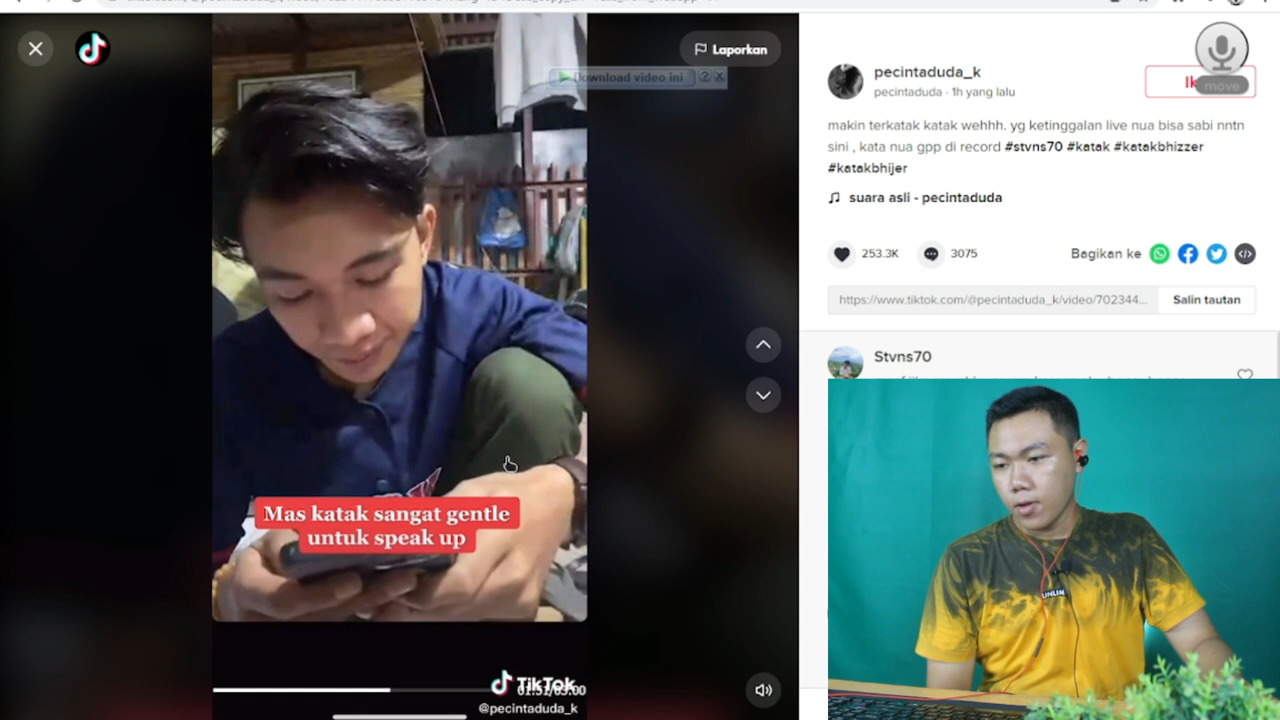 Laporkan
Download video ini
Mas katak sangat gentle
untuk speak up
TikTok
@pecintaduda_k
pecintaduda_k
pecintaduda · 1h yang lalu
move
makin terkatak katak wehhh. yg ketinggalan live nua bisa sabi nntn
sini , kata nua gpp di record #stvns70 #katak #katakbhizzer
#katakbhijer
suara asli - pecintaduda
253.3K
3075
Bagikan ke
https://www.tiktok.com/@pecintaduda_k/video/702344...
Salin tautan
Stvns70